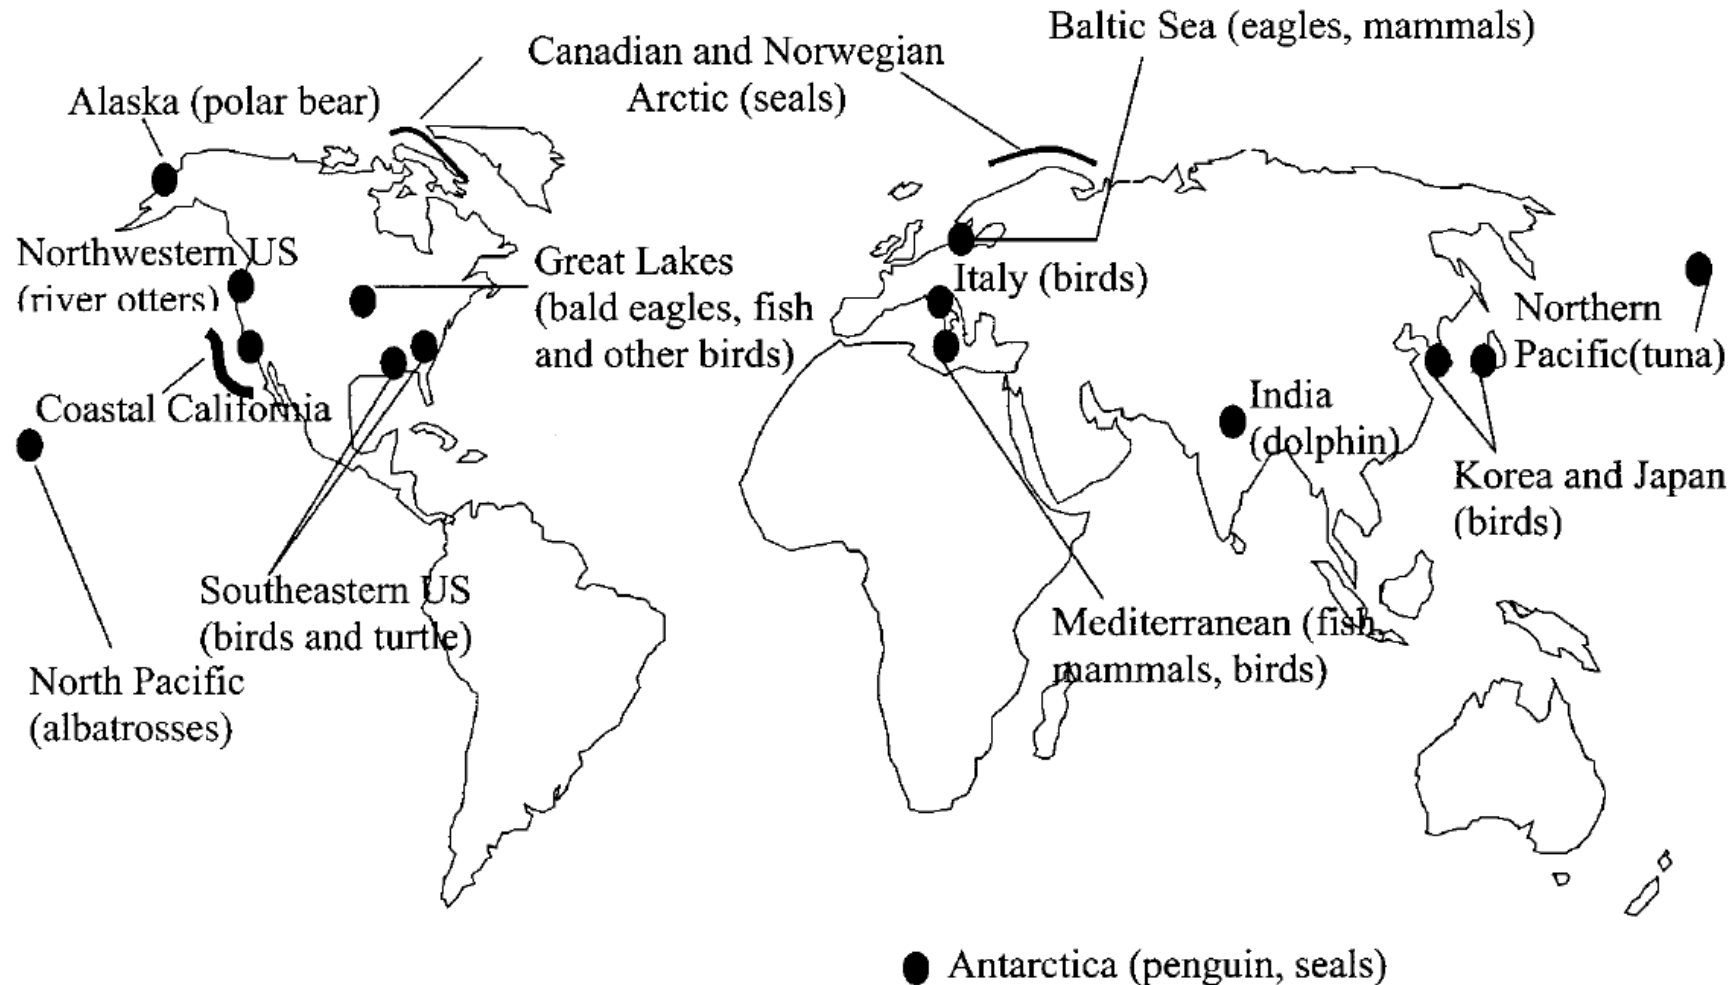 Baltic Sea (eagles, mammals)
Canadian and Norwegian
Arctic (seals)
Alaska (polar bear)
Northwestern US
(river otters)
Great Lakes
(bald eagles, fish
and other birds)
Italy (birds)
Northern
Pacific(tuna)
Coastal California
India
(dolphin)
Korea and Japan
(birds)
Southeastern US
(birds and turtle)
Mediterranean (fish,
mammals, birds)
North Pacific
(albatrosses)
Antarctica (penguin, seals)